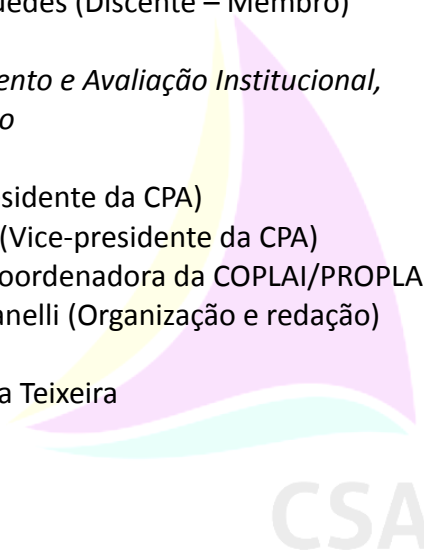 uedes (Discente – Membro)
ento e Avaliação Institucional,
o
sidente da CPA)
(Vice-presidente da CPA)
oordenadora da COPLAI/PROPLA
anelli (Organização e redação)
a Teixeira
CSA